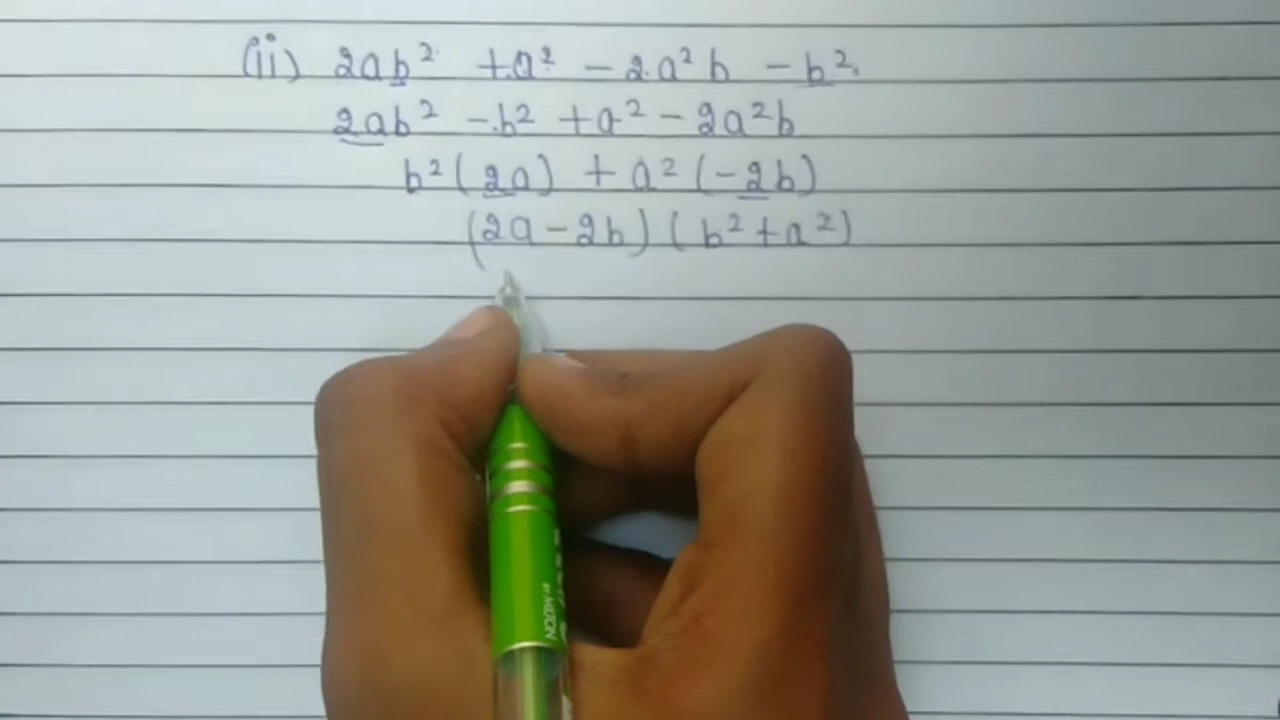 (ii) 2ab² + a² - 2a²b - b².
2ab² - b² + a² - 2a²b
b² (2a) + a² (-2b)
(2a - 2b) (b² + a²)